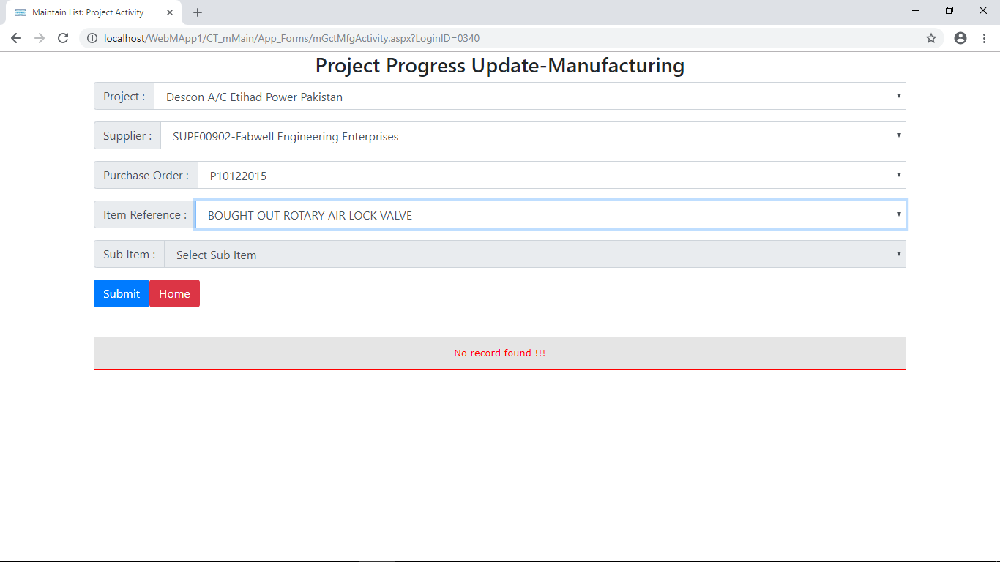 Maintain List: Project Activity
localhost/WebMApp1/CT_mMain/App_Forms/mGctMfgActivity.aspx?LoginID=0340
Project Progress Update-Manufacturing
Project : Descon A/C Etihad Power Pakistan
Supplier : SUPF00902-Fabwell Engineering Enterprises
Purchase Order : P10122015
Item Reference : BOUGHT OUT ROTARY AIR LOCK VALVE
Sub Item : Select Sub Item
Submit Home
No record found !!!